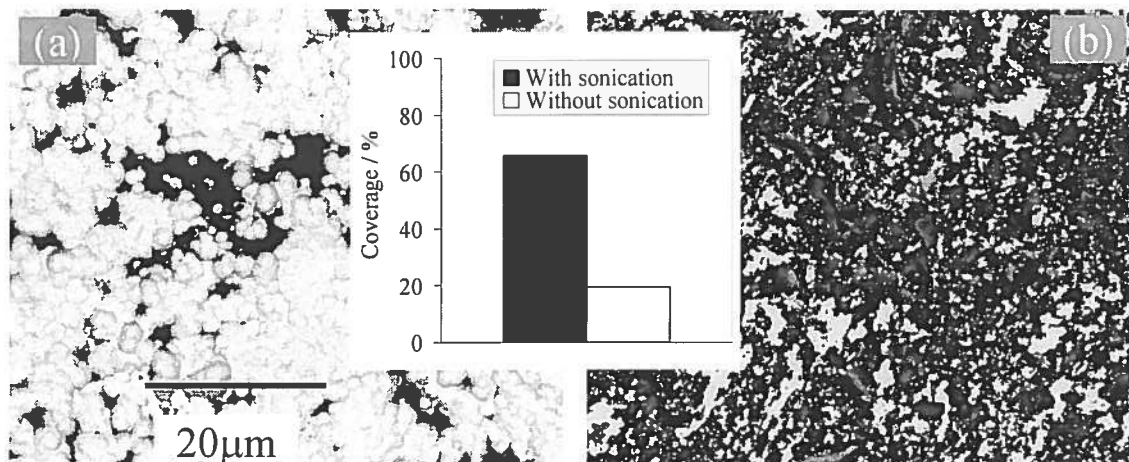 (a)
(b)
100
80
60
40
20
0
Coverage / %
With sonication
Without sonication
20μm